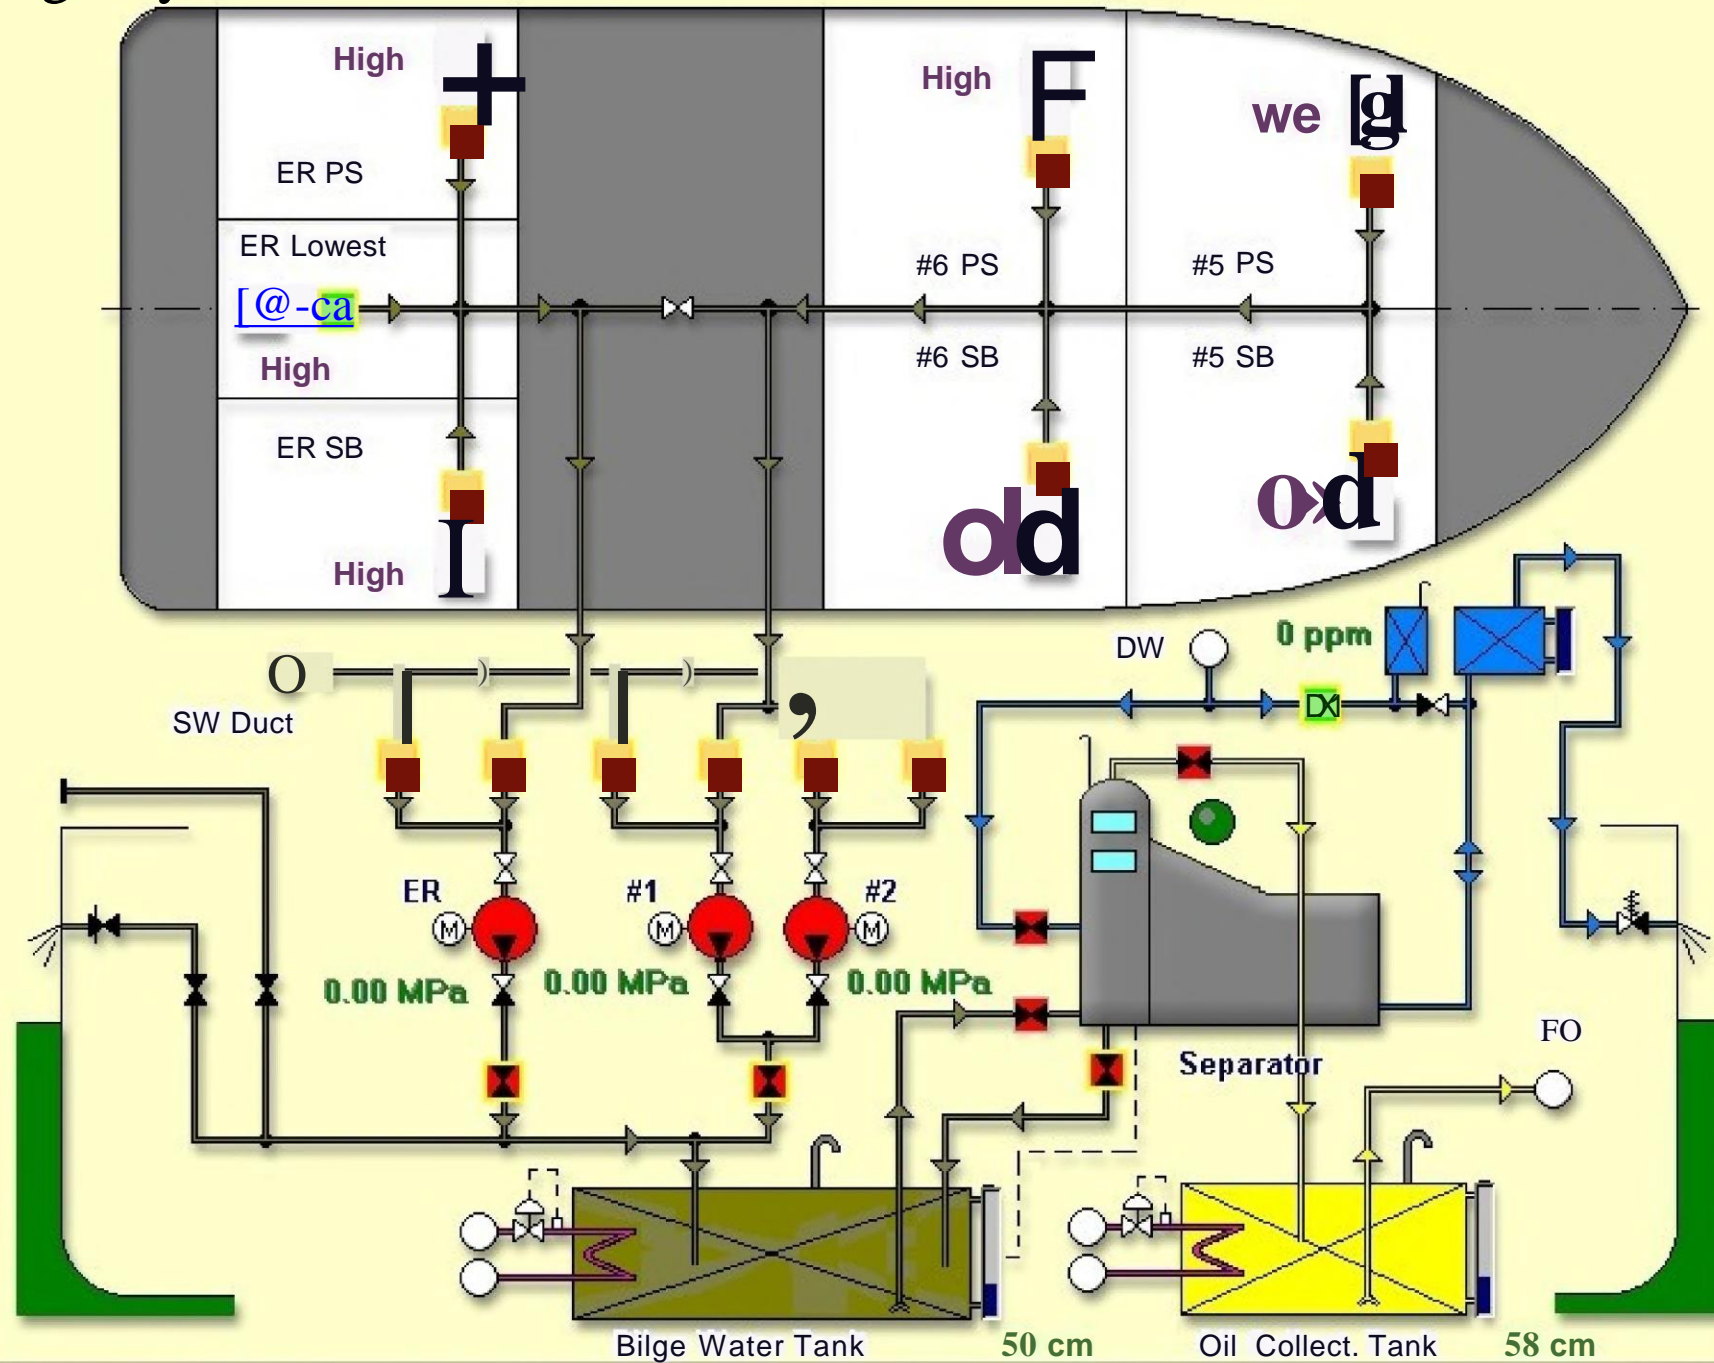 High
High
we [g]
ER PS
ER Lowest
#6 PS
#5 PS
[@-ca
High
#6 SB
#5 SB
ER SB
High
dd
o»d
DW
0 ppm
O
SW Duct
,
ER
#1
#2
M
M
M
0.00 MPa
0.00 MPa
0.00 MPa
Separator
FO
Bilge Water Tank
50 cm
Oil Collect. Tank
58 cm